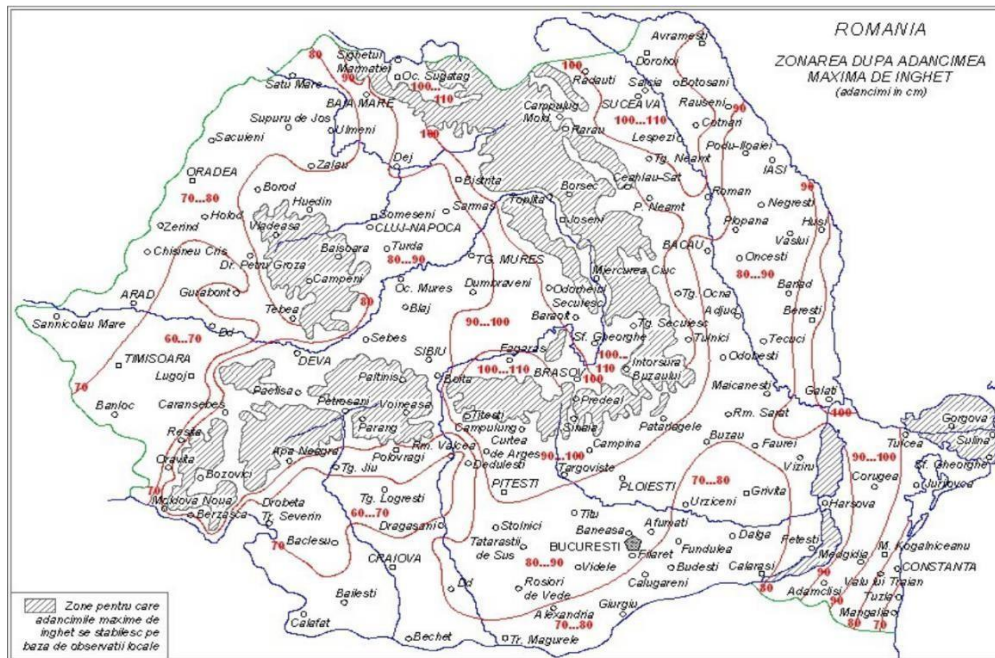 ROMANIA
ZONAREA DUPA ADANCIMEA
MAXIMA DE INGHET
(adancimi in cm)
Avramesti
80
Sighetul
Marmatiei
Dorohoi
100
Radauti
90
Oc. Sugatag
Satu Mare
100...
110
Salcia
Botosani
SUCEAVA
Rauseni
90
BAIA MARE
Campulung
Mold.
100...110
Cotnari
Supuru de Jos
Ulmeni
100
Rarau
Lespezi
Sacuieni
Podu-Iloaiei
Tg. Neamt
IASI
Zalau
Dej
Ceahlau-Sat
ORADEA
Bistrita
90
Borod
Borsec
Roman
70...80
Huedin
Toplita
P. Neamt
Negresti
Holod
Sarmas
Someseni
Joseni
Plopana
Husi
Zerind
Vladeasa
CLUJ-NAPOCA
Vaslui
Chisineu Cris
Turda
BACAU
Baisoara
Oncesti
Dr. Petru Groza
80...90
TG. MURES
80...90
Campeni
Miercurea Ciuc
Gurabont
Oc. Mures
Dumbraveni
Odorheiu
Secuiesc
Tg. Ocna
Banad
ARAD
80
Tebea
Blaj
Baraolt
Adjud
Beresti
Sannicolau Mare
90...100
Tg. Secuiesc
60...70
Dd
Sebes
Sf. Gheorghe
Tulnici
Tecuci
SIBIU
Fagaras
100...
110
Odobesti
TIMISOARA
DEVA
Boita
100...110
BRASOV
Intorsura
Buzaului
Lugoj
Paltinis
100
Maicanesti
Galati
70
Paclisa
Predeal
Banloc
Caransebes
Petrosani
Voineasa
Titesti
100
Campulung
Sinaia
Patarlagele
Rm. Sarat
Gorgova
Resita
Parang
Curtea
de Arges
Campina
Tulcea
Sulina
Rm.
Valcea
Buzau
Oravita
Apa Neagra
Polovragi
90...100
Faurei
90...100
Bozovici
Tg. Jiu
Dedulesti
Targoviste
Viziru
Corugea
Sf. Gheorghe
70
70...80
Jurilovca
Moldova Noua
Drobeta
Tr. Severin
Tg. Logresti
PITESTI
PLOIESTI
Grivita
Berzasca
60...70
Urziceni
Harsova
Dragasani
Stolnici
Titu
Afumati
70
Baclesu
Baneasa
Dalga
Tatarastii
de Sus
BUCURESTI
Fundulea
Fetesti
M. Kogalniceanu
CRAIOVA
80...90
Filaret
Medgidia
Videle
Budesti
Calarasi
CONSTANTA
90
Valu lui Traian
Dd
Rosiori
de Vede
Calugareni
80
Adamclisi
Bailesti
90
Tuzla
Alexandria
Giurgiu
Mangalia
Calafat
70...80
80
70
Bechet
Tr. Magurele
Zone pentru care
adancimile maxime de
inghet se stabilesc pe
baza de observatii locale